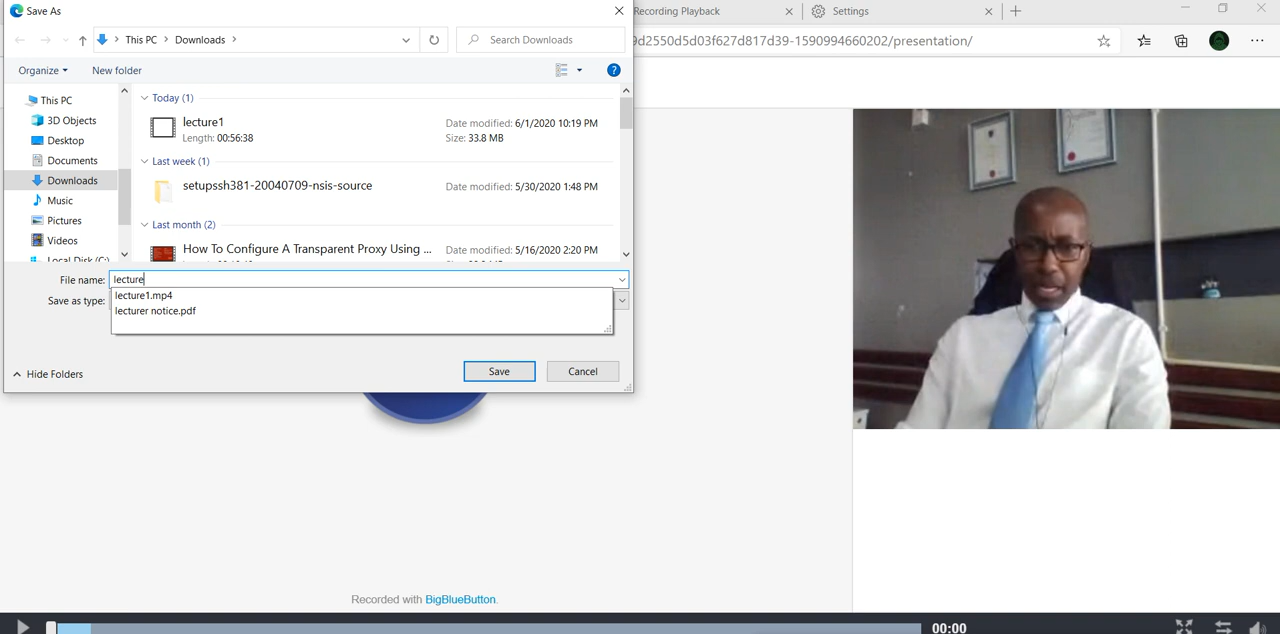 Save As
Recording Playback
Settings
This PC > Downloads >
Search Downloads
9d2550d5d03f627d817d39-1590994660202/presentation/
Organize
New folder
This PC
3D Objects
Desktop
Documents
Downloads
Music
Pictures
Videos
Local Disk (C:)
Today (1)
lecture1
Length: 00:56:38
Date modified: 6/1/2020 10:19 PM
Size: 33.8 MB
Last week (1)
setupssh381-20040709-nsis-source
Date modified: 5/30/2020 1:48 PM
Last month (2)
How To Configure A Transparent Proxy Using ...
Date modified: 5/16/2020 2:20 PM
File name: lecture
Save as type:
lecture1.mp4
lecturer notice.pdf
Hide Folders
Save
Cancel
Recorded with BigBlueButton.
00:00